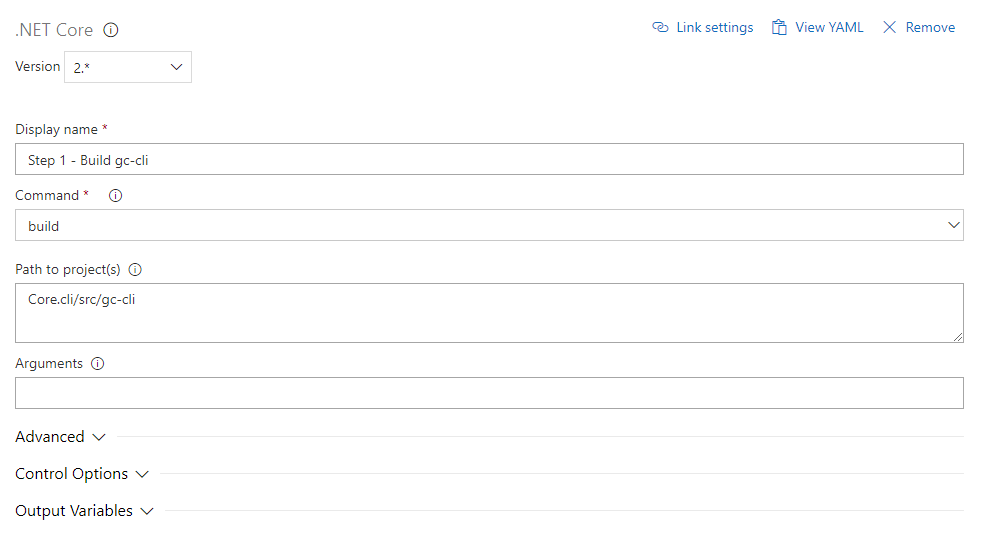 .NET Core
Link settings View YAML Remove
Version 2.*
Display name *
Step 1 - Build gc-cli
Command *
build
Path to project(s)
Core.cli/src/gc-cli
Arguments
Advanced
Control Options
Output Variables